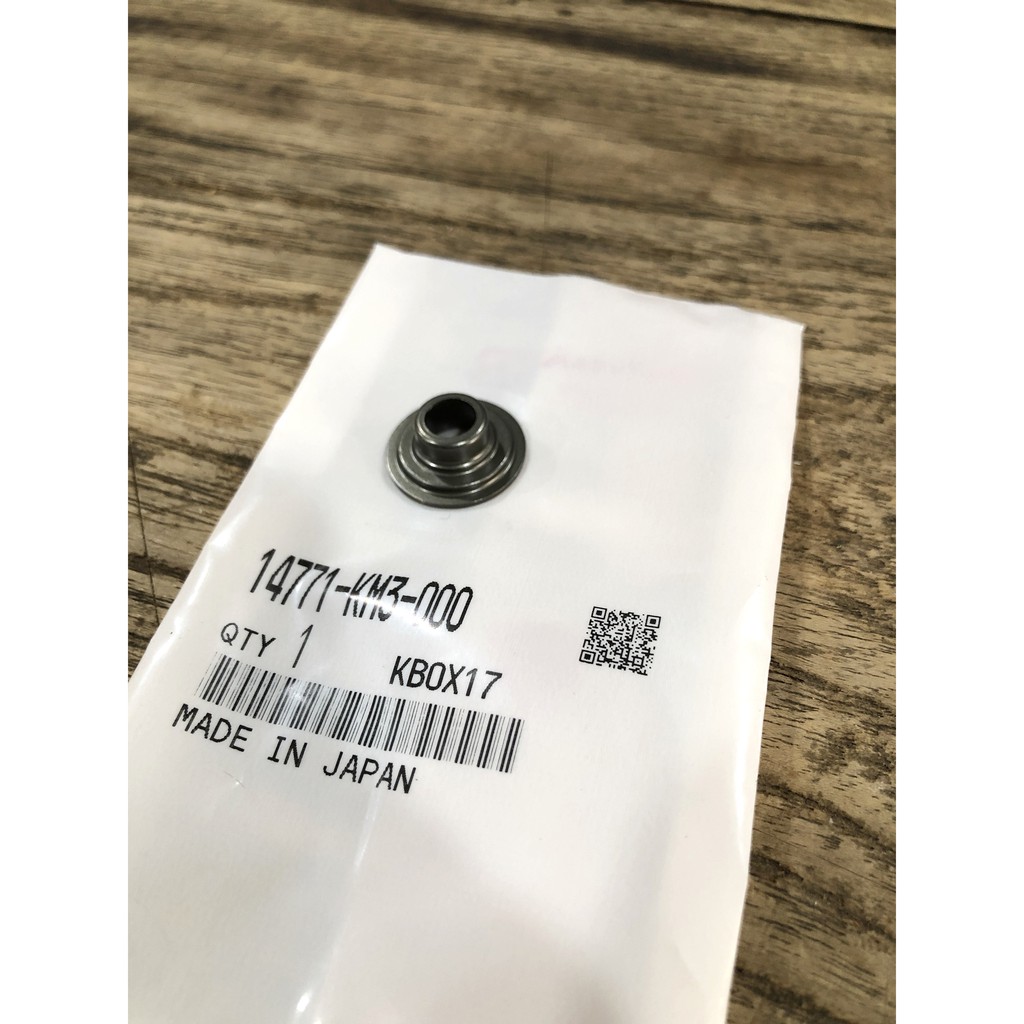 14771-KM3-000
QTY 1
KBOX17
MADE IN JAPAN